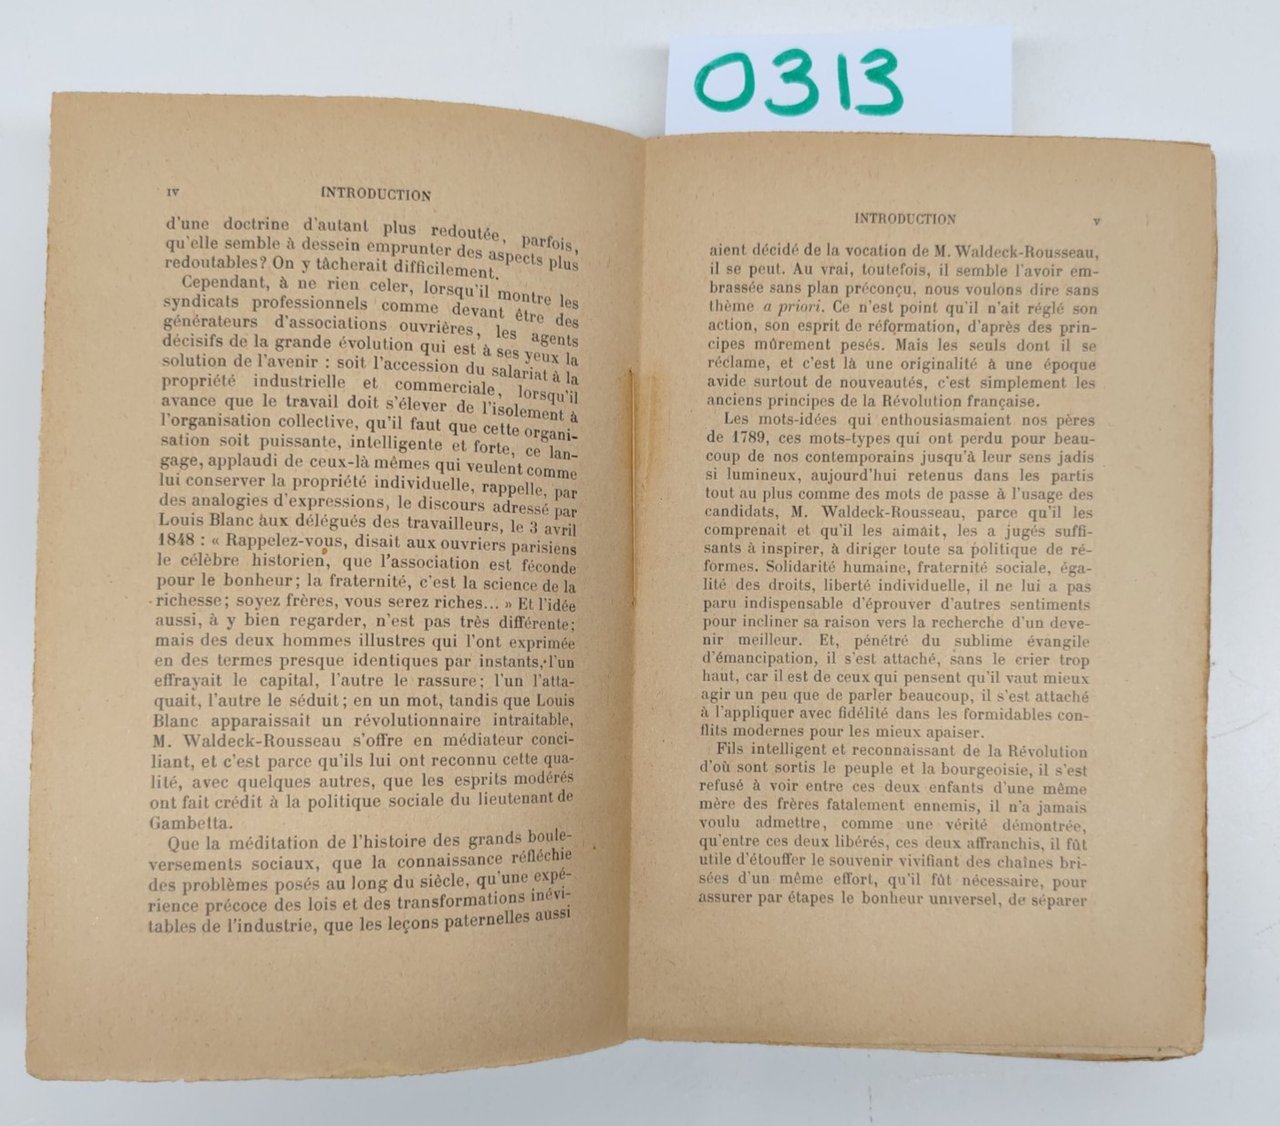 0313
IV INTRODUCTION
d'une doctrine d'autant plus redoutée, parfois,
qu'elle semble à dessein emprunter des aspects plus
redoutables? On y tâcherait difficilement.
Cependant, à ne rien celer, lorsqu'il montre les
syndicats professionnels comme devant être des
générateurs d'associations ouvrières, les agents
décisifs de la grande évolution qui est à ses yeux la
solution de l'avenir : soit l'accession du salariat à la
propriété industrielle et commerciale, lorsqu'il
avance que le travail doit s'élever de l'isolement à
l'organisation collective, qu'il faut que cette organi-
sation soit puissante, intelligente et forte, ce lan-
gage, applaudi de ceux-là mêmes qui veulent comme
lui conserver la propriété individuelle, rappelle, par
des analogies d'expressions, le discours adressé par
Louis Blanc aux délégués des travailleurs, le 3 avril
1848 : « Rappelez-vous, disait aux ouvriers parisiens
le célèbre historien, que l'association est féconde
pour le bonheur; la fraternité, c'est la science de la
richesse; soyez frères, vous serez riches... » Et l'idée
aussi, à y bien regarder, n'est pas très différente;
mais des deux hommes illustres qui l'ont exprimée
en des termes presque identiques par instants, l'un
effrayait le capital, l'autre le rassure; l'un l'atta-
quait, l'autre le séduit; en un mot, tandis que Louis
Blanc apparaissait un révolutionnaire intraitable,
M. Waldeck-Rousseau s'offre en médiateur conci-
liant, et c'est parce qu'ils lui ont reconnu cette qua-
lité, avec quelques autres, que les esprits modérés
ont fait crédit à la politique sociale du lieutenant de
Gambetta.
Que la méditation de l'histoire des grands boule-
versements sociaux, que la connaissance réfléchie
des problèmes posés au long du siècle, qu'une expé-
rience précoce des lois et des transformations inévi-
tables de l'industrie, que les leçons paternelles aussi
INTRODUCTION V
aient décidé de la vocation de M. Waldeck-Rousseau,
il se peut. Au vrai, toutefois, il semble l'avoir em-
brassée sans plan préconçu, nous voulons dire sans
thème a priori. Ce n'est point qu'il n'ait réglé son
action, son esprit de réformation, d'après des prin-
cipes mûrement pesés. Mais les seuls dont il se
réclame, et c'est là une originalité à une époque
avide surtout de nouveautés, c'est simplement les
anciens principes de la Révolution française.
Les mots-idées qui enthousiasmaient nos pères
de 1789, ces mots-types qui ont perdu pour beau-
coup de nos contemporains jusqu'à leur sens jadis
si lumineux, aujourd'hui retenus dans les partis
tout au plus comme des mots de passe à l'usage des
candidats, M. Waldeck-Rousseau, parce qu'il les
comprenait et qu'il les aimait, les a jugés suffi-
sants à inspirer, à diriger toute sa politique de ré-
formes. Solidarité humaine, fraternité sociale, éga-
lité des droits, liberté individuelle, il ne lui a pas
paru indispensable d'éprouver d'autres sentiments
pour incliner sa raison vers la recherche d'un deve-
nir meilleur. Et, pénétré du sublime évangile
d'émancipation, il s'est attaché, sans le crier trop
haut, car il est de ceux qui pensent qu'il vaut mieux
agir un peu que de parler beaucoup, il s'est attaché
à l'appliquer avec fidélité dans les formidables con-
flits modernes pour les mieux apaiser.
Fils intelligent et reconnaissant de la Révolution
d'où sont sortis le peuple et la bourgeoisie, il s'est
refusé à voir entre ces deux enfants d'une même
mère des frères fatalement ennemis, il n'a jamais
voulu admettre, comme une vérité démontrée,
qu'entre ces deux libérés, ces deux affranchis, il fût
utile d'étouffer le souvenir vivifiant des chaînes bri-
sées d'un même effort, qu'il fût nécessaire, pour
assurer par étapes le bonheur universel, de séparer